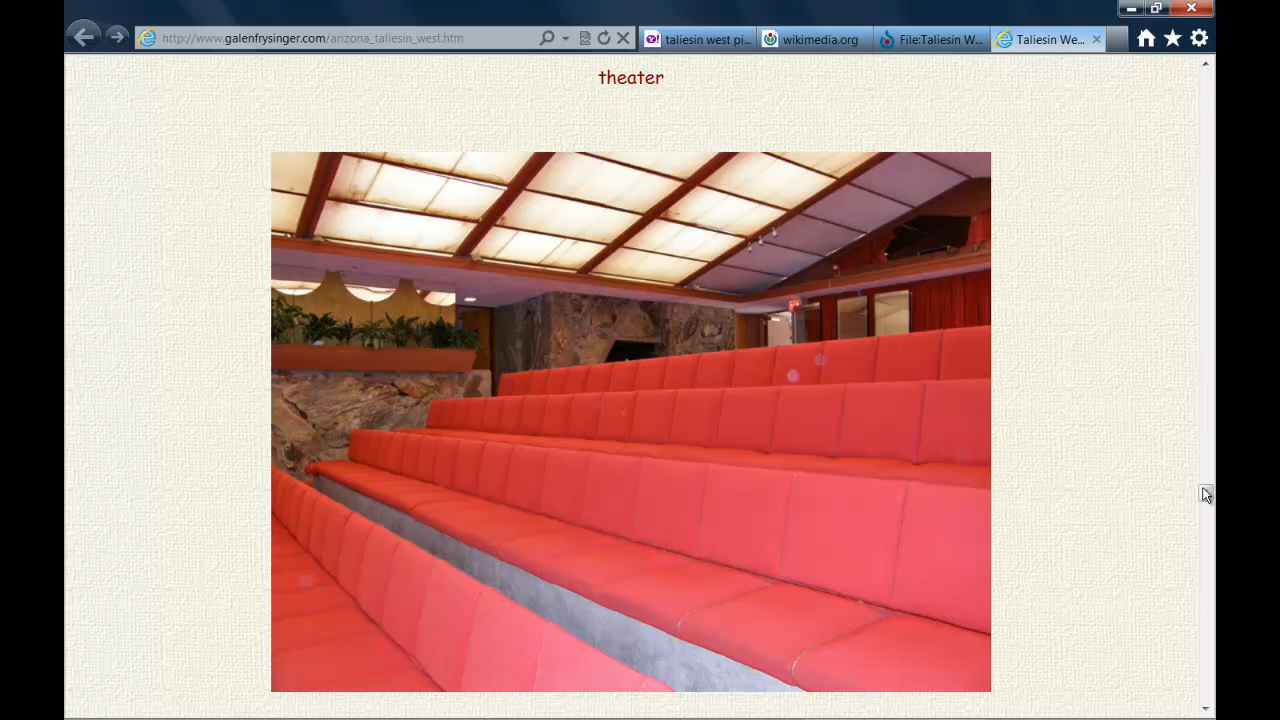 http://www.galenfrysinger.com/arizona_taliesin_west.htm
taliesin west pi...
wikimedia.org
File:Taliesin W...
Taliesin We...
theater